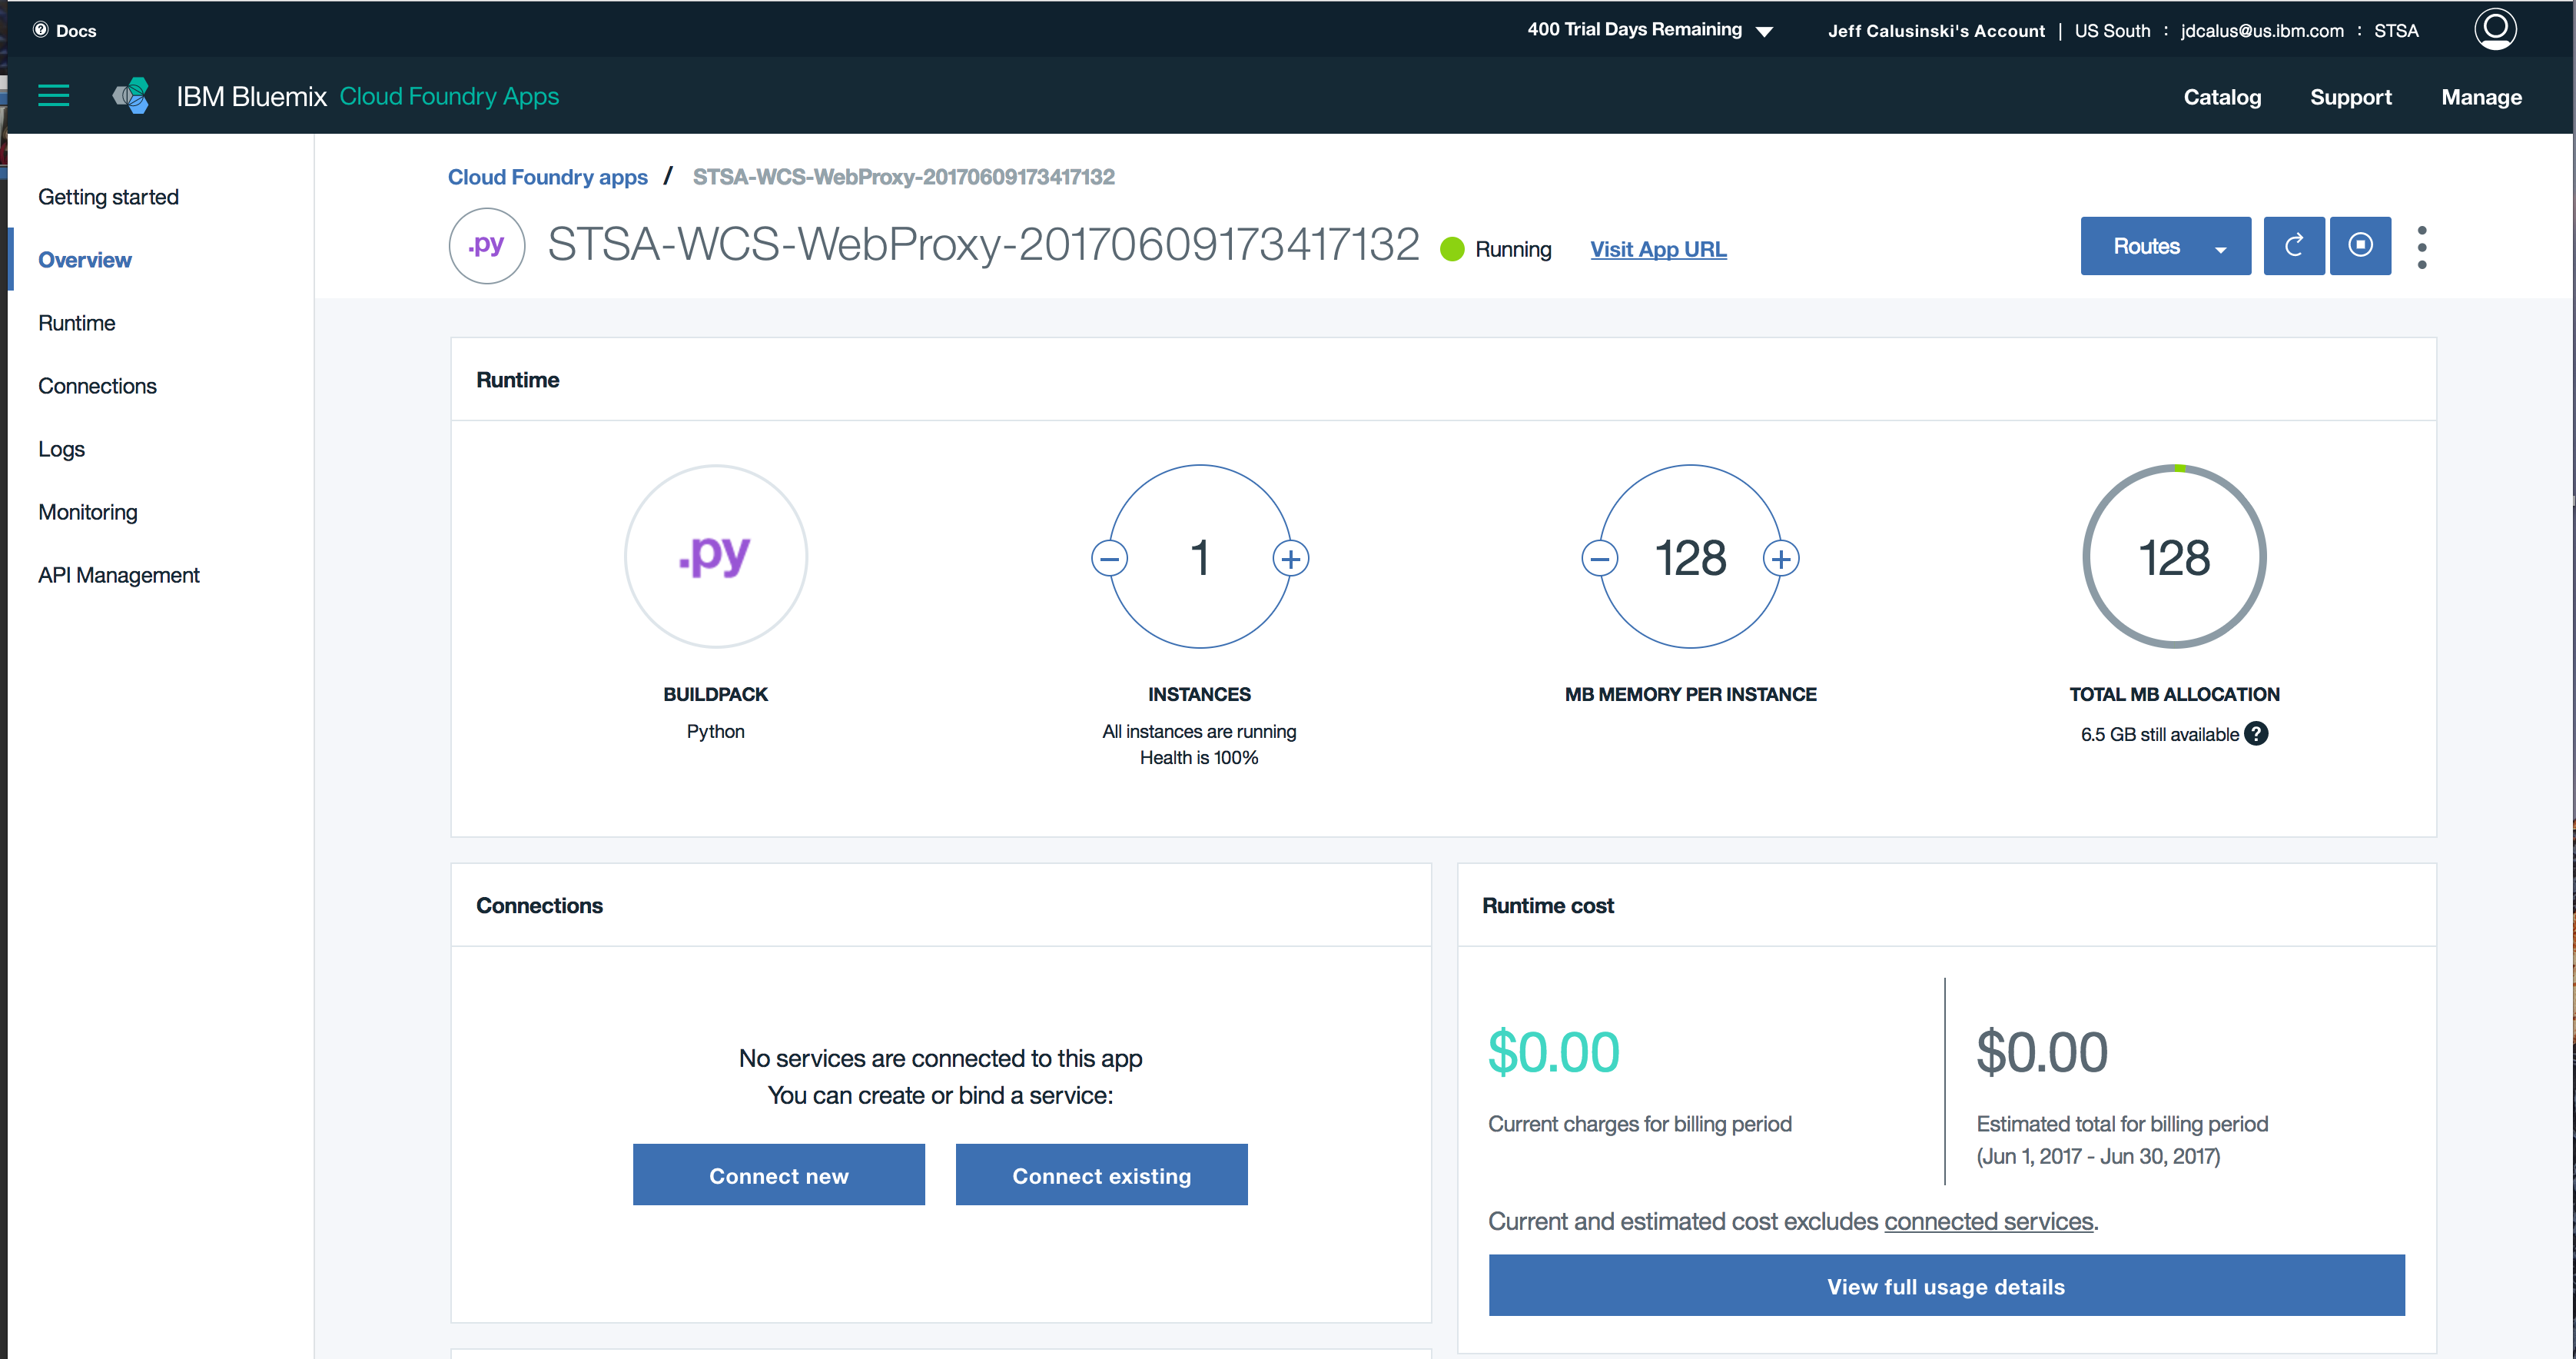 Docs
400 Trial Days Remaining
Jeff Calusinski's Account | US South : jdcalus@us.ibm.com : STSA
IBM Bluemix Cloud Foundry Apps
Catalog Support Manage
Getting started
Overview
Runtime
Connections
Logs
Monitoring
API Management
Cloud Foundry apps / STSA-WCS-WebProxy-20170609173417132
.py STSA-WCS-WebProxy-20170609173417132 Running Visit App URL
Routes
Runtime
.py
BUILDPACK
Python
1
INSTANCES
All instances are running
Health is 100%
128
MB MEMORY PER INSTANCE
128
TOTAL MB ALLOCATION
6.5 GB still available ?
Connections
No services are connected to this app
You can create or bind a service:
Connect new Connect existing
Runtime cost
$0.00
Current charges for billing period
$0.00
Estimated total for billing period
(Jun 1, 2017 - Jun 30, 2017)
Current and estimated cost excludes connected services.
View full usage details